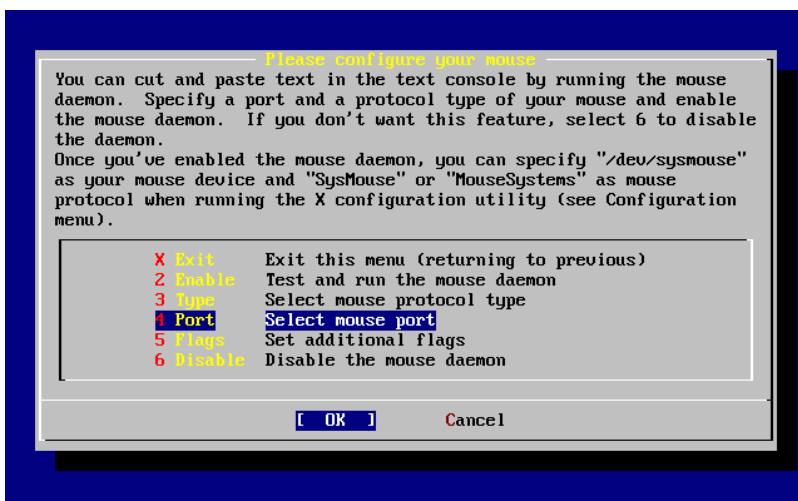 Please configure your mouse
You can cut and paste text in the text console by running the mouse
daemon.  Specify a port and a protocol type of your mouse and enable
the mouse daemon.  If you don't want this feature, select 6 to disable
the daemon.
Once you've enabled the mouse daemon, you can specify "/dev/sysmouse"
as your mouse device and "SysMouse" or "MouseSystems" as mouse
protocol when running the X configuration utility (see Configuration
menu).
X Exit Exit this menu (returning to previous)
2 Enable Test and run the mouse daemon
3 Type Select mouse protocol type
4 Port Select mouse port
5 Flags Set additional flags
6 Disable Disable the mouse daemon
[ OK ] Cancel